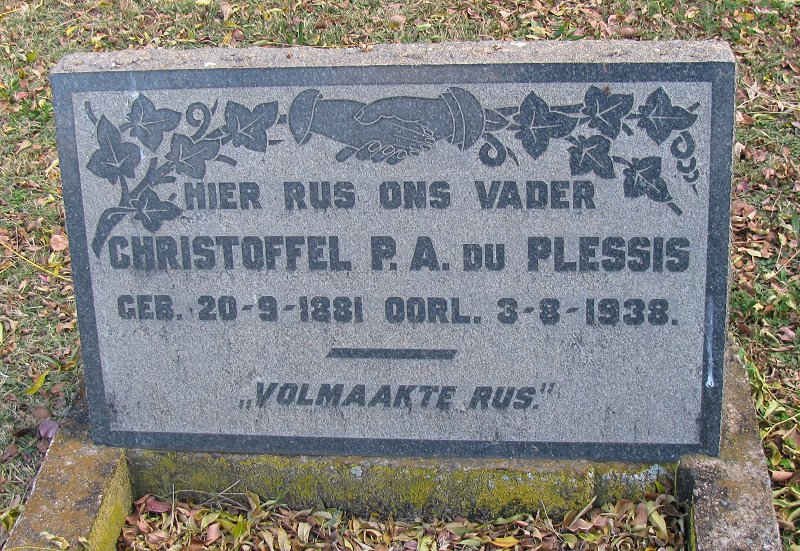 HIER RUS ONS VADER
CHRISTOFFEL P. A. DU PLESSIS
GEB. 20-9-1881 OORL. 3-8-1938.
„VOLMAAKTE RUS."